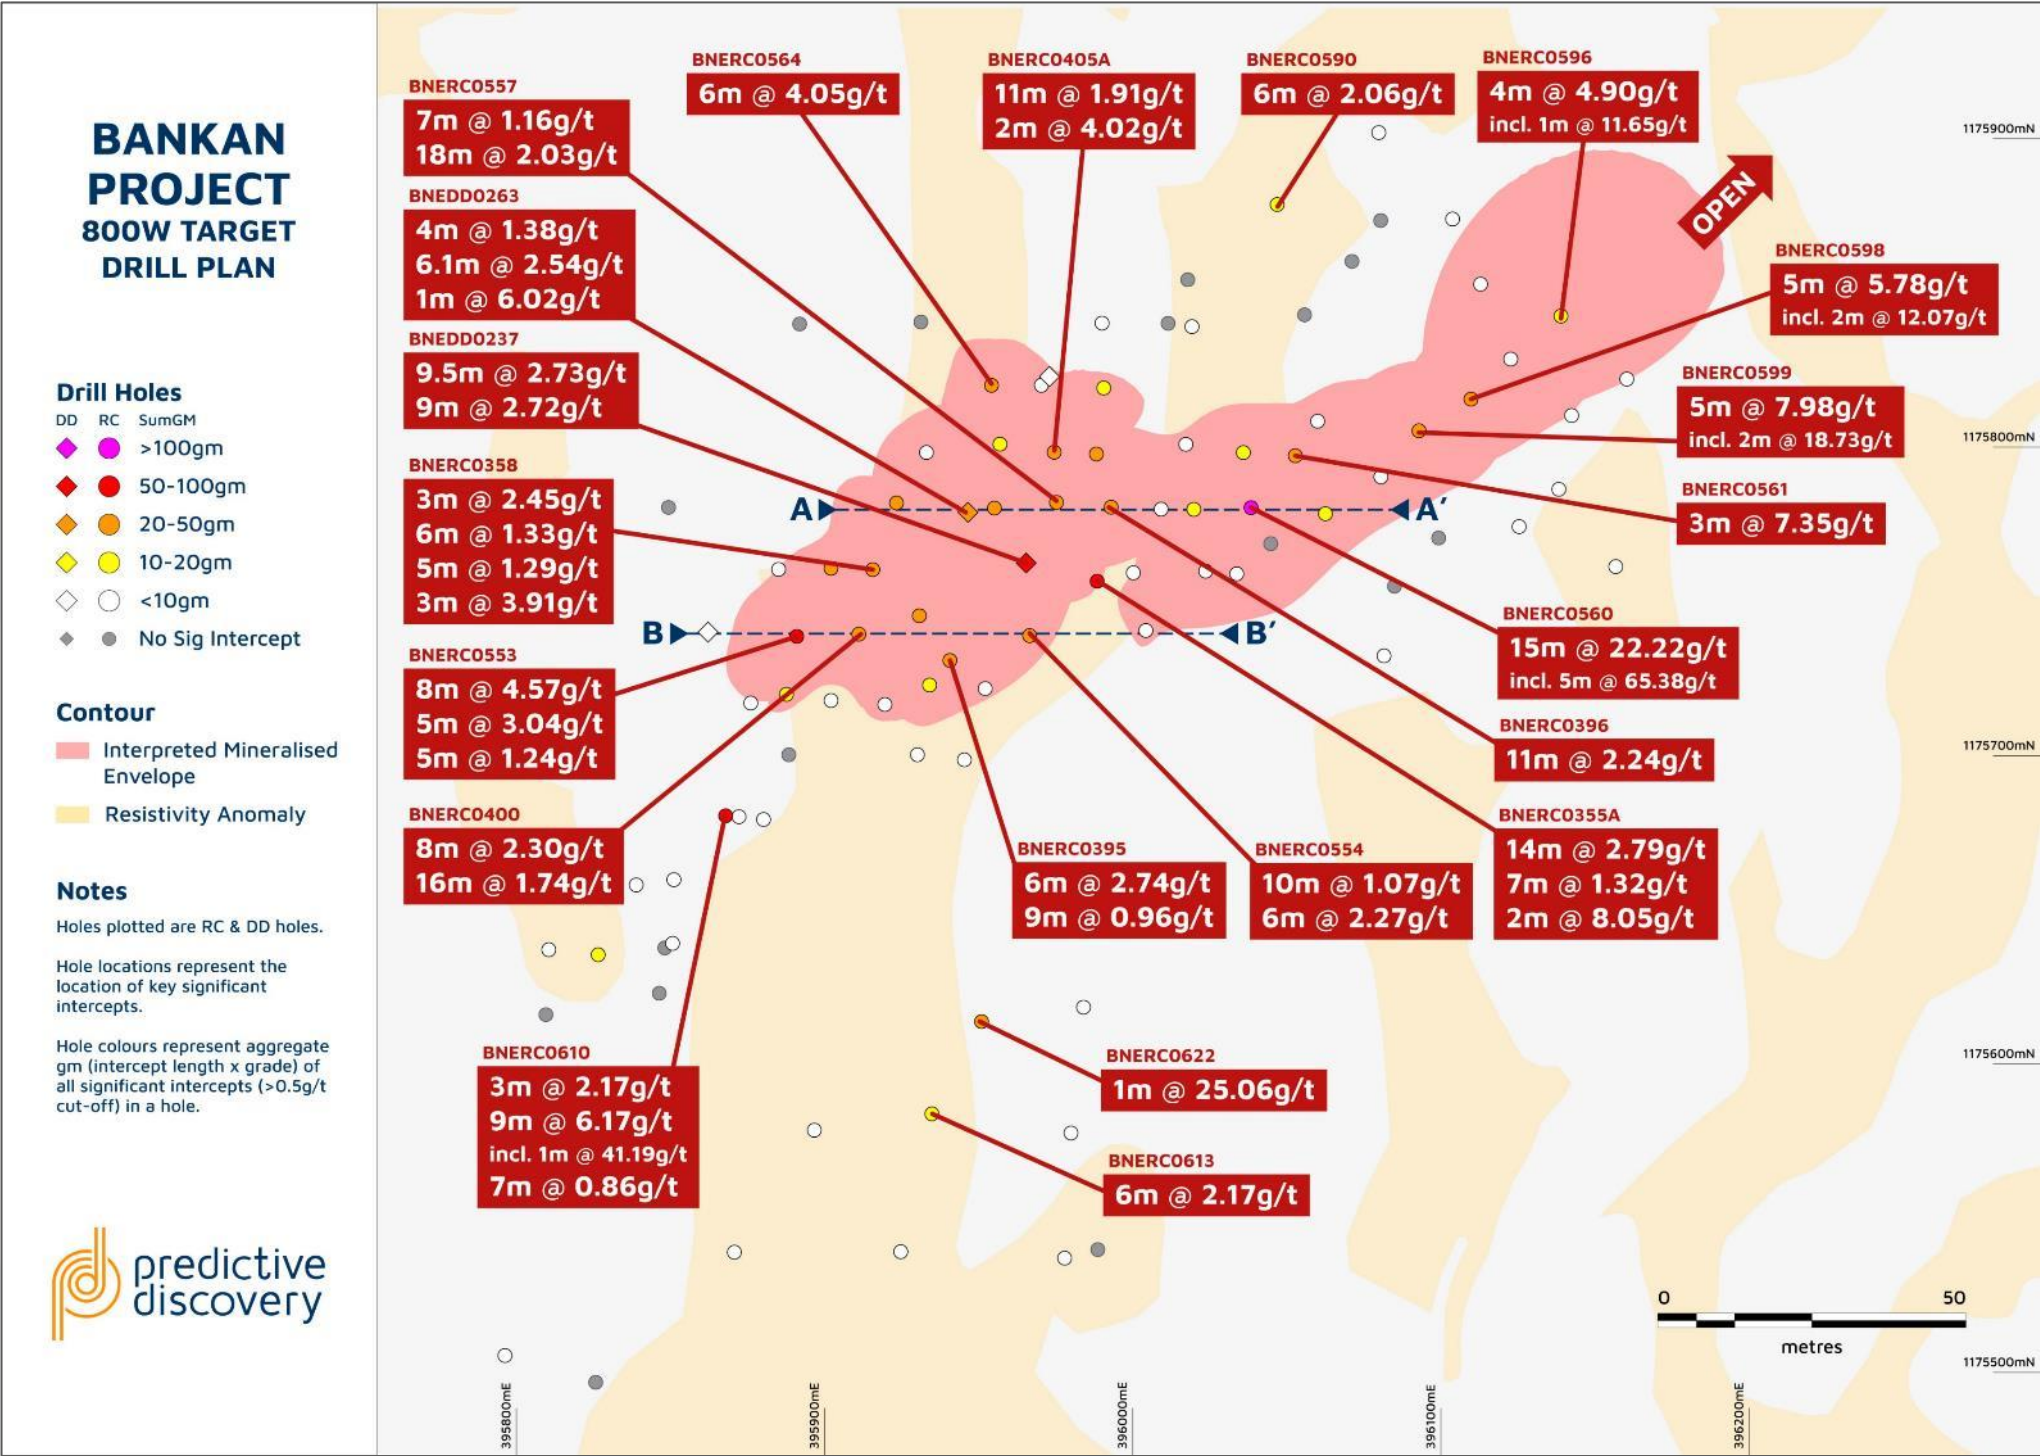 BANKAN
PROJECT
800W TARGET
DRILL PLAN
Drill Holes
DD RC SumGM
>100gm
50-100gm
20-50gm
10-20gm
<10gm
No Sig Intercept
Contour
Interpreted Mineralised
Envelope
Resistivity Anomaly
Notes
Holes plotted are RC & DD holes.
Hole locations represent the
location of key significant
intercepts.
Hole colours represent aggregate
gm (intercept length x grade) of
all significant intercepts (>0.5g/t
cut-off) in a hole.
predictive
discovery
BNERC0557
7m @ 1.16g/t
18m @ 2.03g/t
BNEDD0263
4m @ 1.38g/t
6.1m @ 2.54g/t
1m @ 6.02g/t
BNEDD0237
9.5m @ 2.73g/t
9m @ 2.72g/t
BNERC0358
3m @ 2.45g/t
6m @ 1.33g/t
5m @ 1.29g/t
3m @ 3.91g/t
BNERC0553
8m @ 4.57g/t
5m @ 3.04g/t
5m @ 1.24g/t
BNERC0400
8m @ 2.30g/t
16m @ 1.74g/t
BNERC0610
3m @ 2.17g/t
9m @ 6.17g/t
incl. 1m @ 41.19g/t
7m @ 0.86g/t
BNERC0564
6m @ 4.05g/t
BNERC0405A
11m @ 1.91g/t
2m @ 4.02g/t
BNERC0590
6m @ 2.06g/t
BNERC0596
4m @ 4.90g/t
incl. 1m @ 11.65g/t
OPEN
BNERC0598
5m @ 5.78g/t
incl. 2m @ 12.07g/t
BNERC0599
5m @ 7.98g/t
incl. 2m @ 18.73g/t
BNERC0561
3m @ 7.35g/t
A
A′
B
B′
BNERC0560
15m @ 22.22g/t
incl. 5m @ 65.38g/t
BNERC0396
11m @ 2.24g/t
BNERC0355A
14m @ 2.79g/t
7m @ 1.32g/t
2m @ 8.05g/t
BNERC0395
6m @ 2.74g/t
9m @ 0.96g/t
BNERC0554
10m @ 1.07g/t
6m @ 2.27g/t
BNERC0622
1m @ 25.06g/t
BNERC0613
6m @ 2.17g/t
1175900mN
1175800mN
1175700mN
1175600mN
1175500mN
0 50
metres
395800mE
395900mE
396000mE
396100mE
396200mE